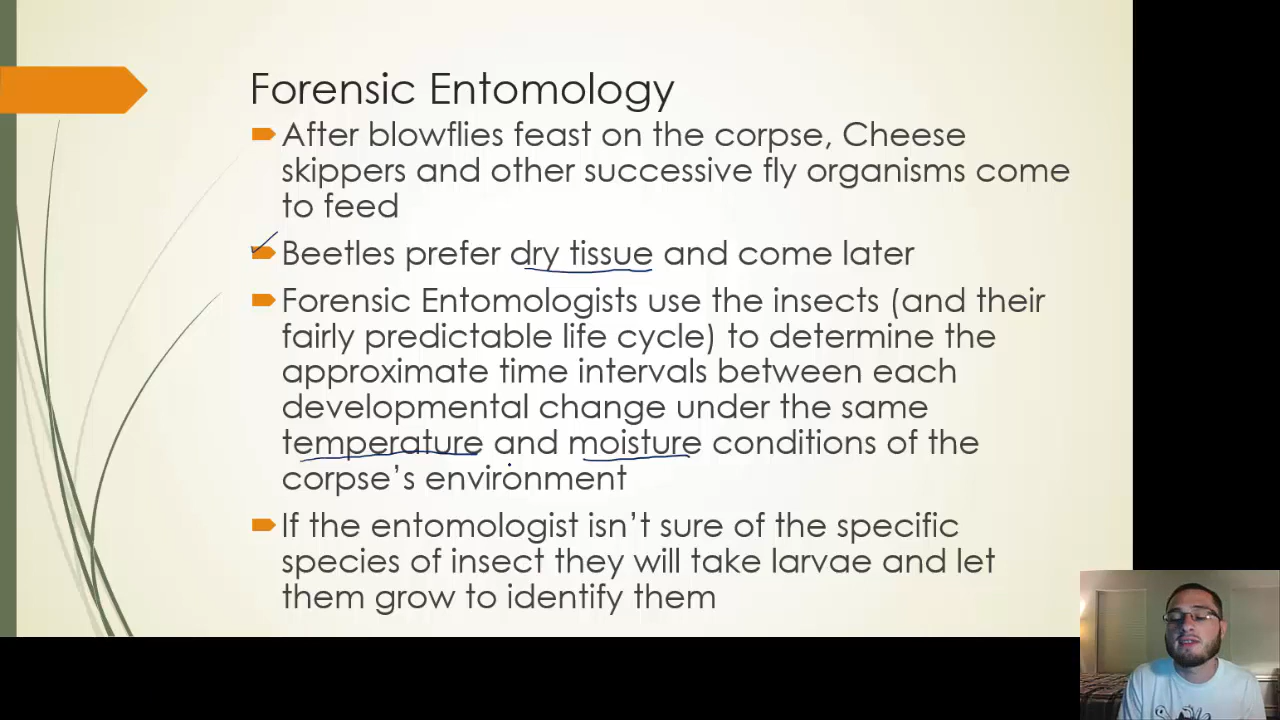 Forensic Entomology
After blowflies feast on the corpse, Cheese
skippers and other successive fly organisms come
to feed
Beetles prefer dry tissue and come later
Forensic Entomologists use the insects (and their
fairly predictable life cycle) to determine the
approximate time intervals between each
developmental change under the same
temperature and moisture conditions of the
corpse's environment
If the entomologist isn't sure of the specific
species of insect they will take larvae and let
them grow to identify them